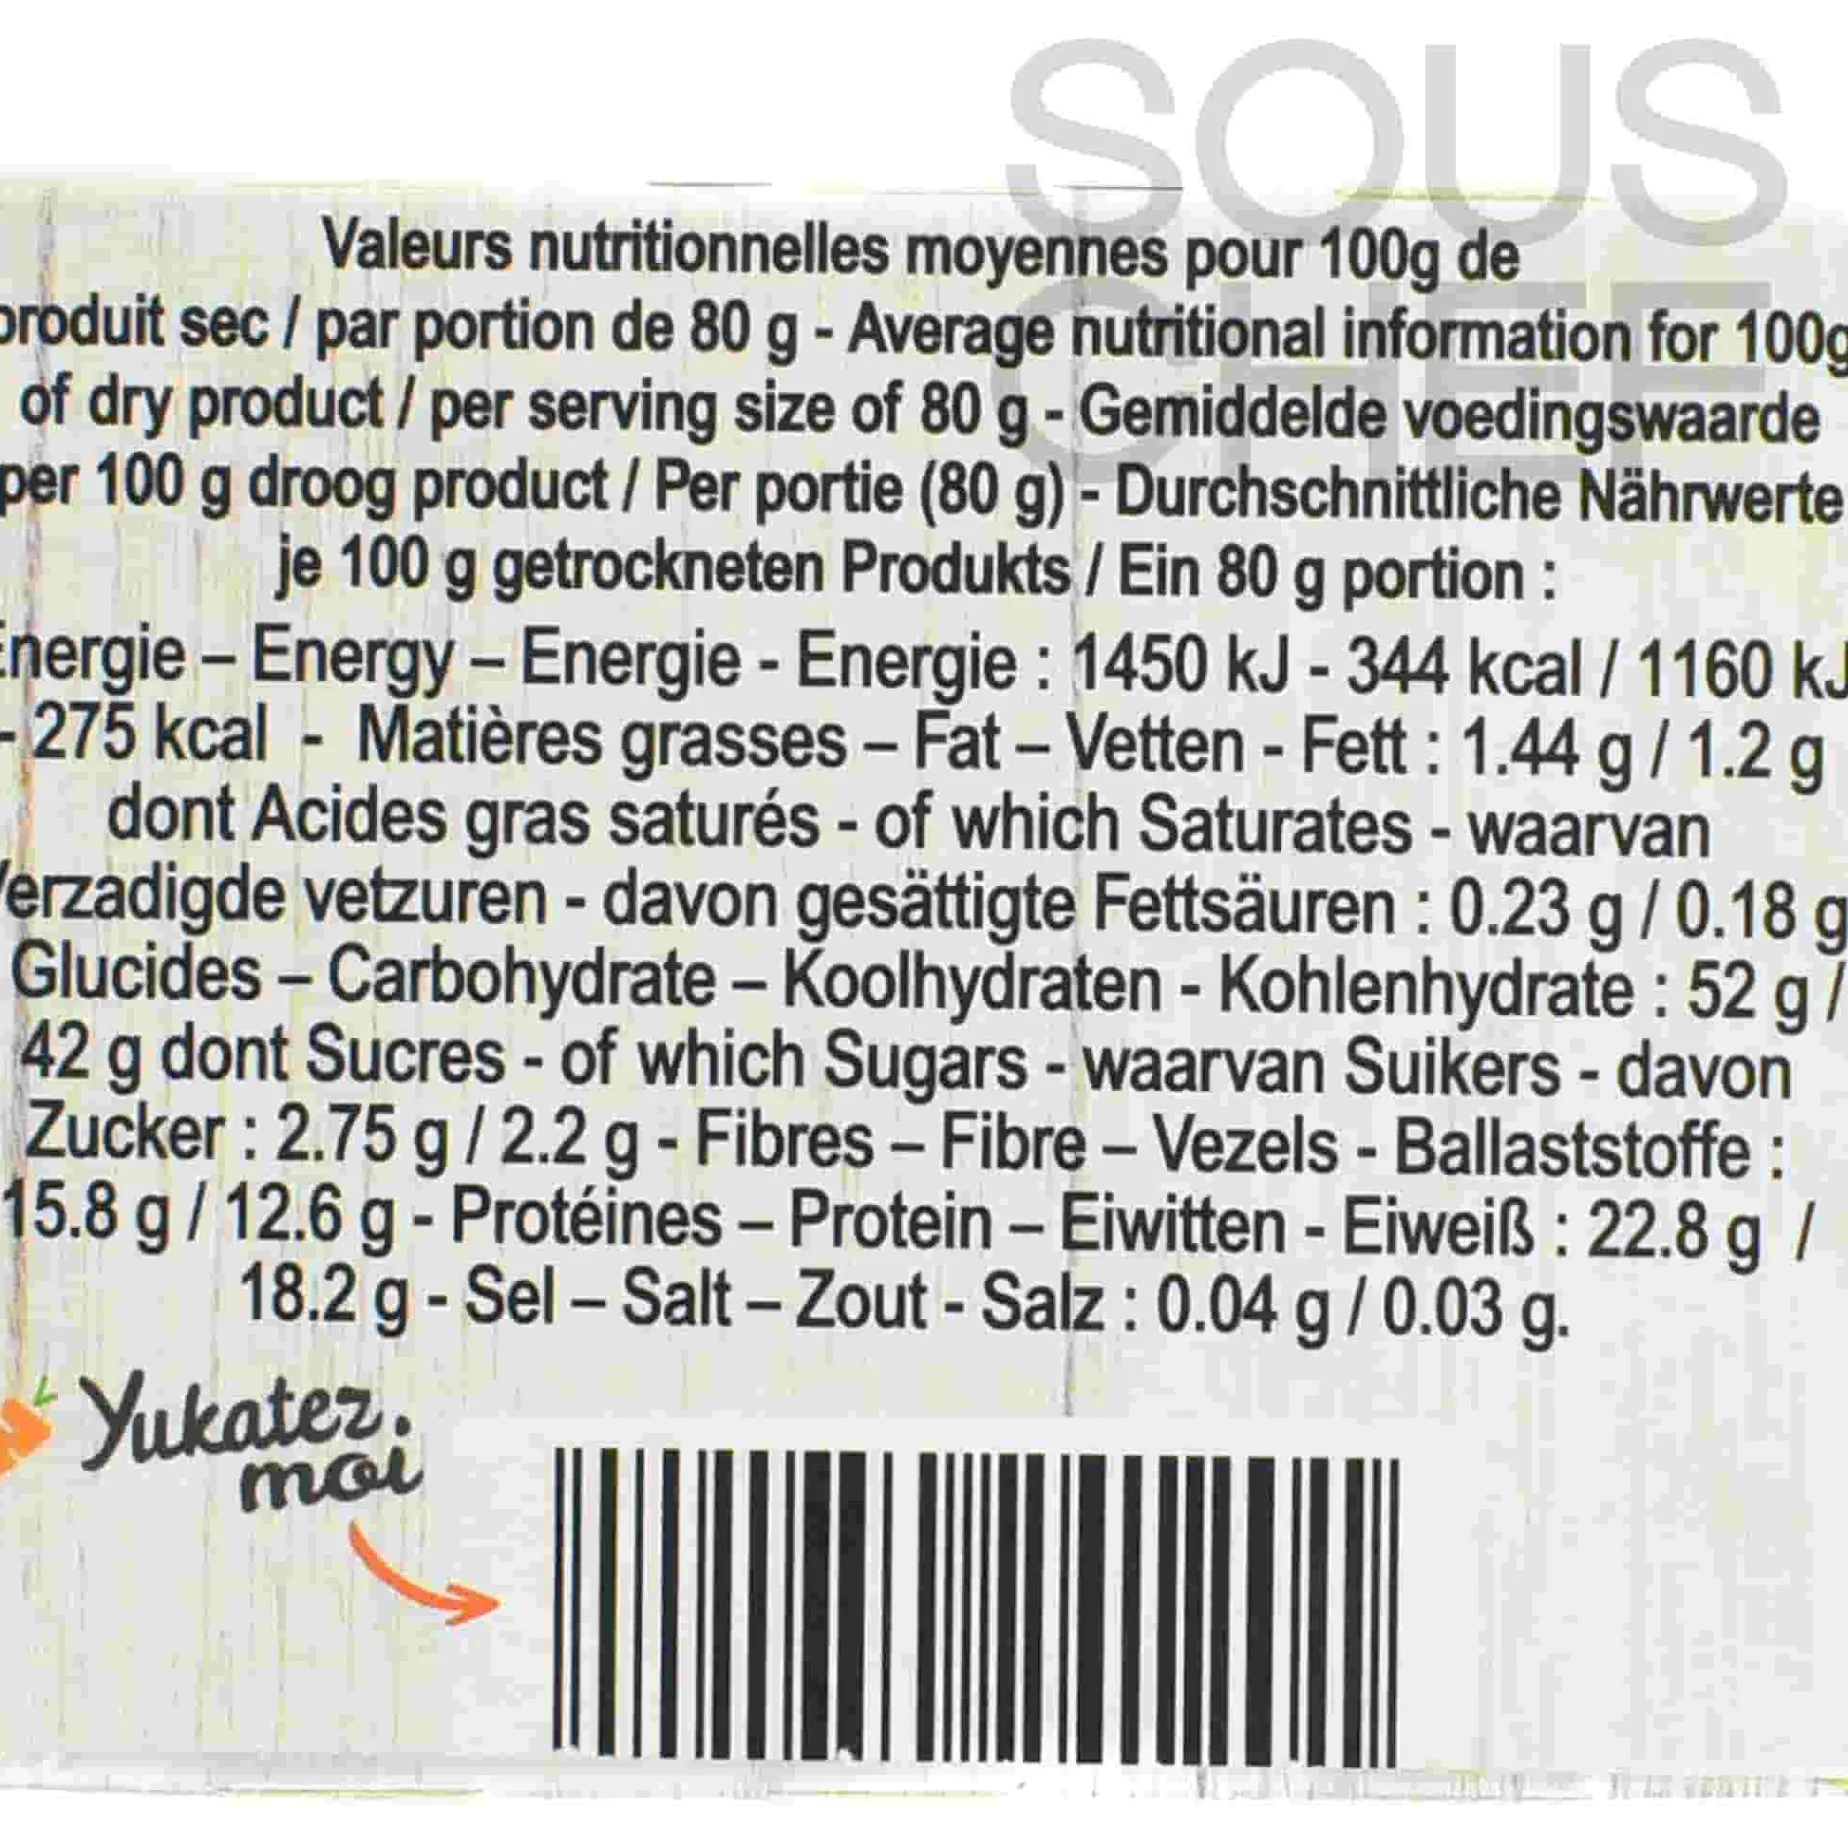 SOUS
CHEF
Valeurs nutritionnelles moyennes pour 100g de
produit sec / par portion de 80 g - Average nutritional information for 100g
of dry product / per serving size of 80 g - Gemiddelde voedingswaarde
per 100 g droog product / Per portie (80 g) - Durchschnittliche Nährwerte
je 100 g getrockneten Produkts / Ein 80 g portion :
Energie – Energy – Energie - Energie : 1450 kJ - 344 kcal / 1160 kJ
- 275 kcal - Matières grasses – Fat – Vetten - Fett : 1.44 g / 1.2 g
dont Acides gras saturés - of which Saturates - waarvan
Verzadigde vetzuren - davon gesättigte Fettsäuren : 0.23 g / 0.18 g
Glucides – Carbohydrate – Koolhydraten - Kohlenhydrate : 52 g /
42 g dont Sucres - of which Sugars - waarvan Suikers - davon
Zucker : 2.75 g / 2.2 g - Fibres – Fibre – Vezels - Ballaststoffe :
15.8 g / 12.6 g - Protéines – Protein – Eiwitten - Eiweiß : 22.8 g /
18.2 g - Sel – Salt – Zout - Salz : 0.04 g / 0.03 g.
Yukatez.
moi